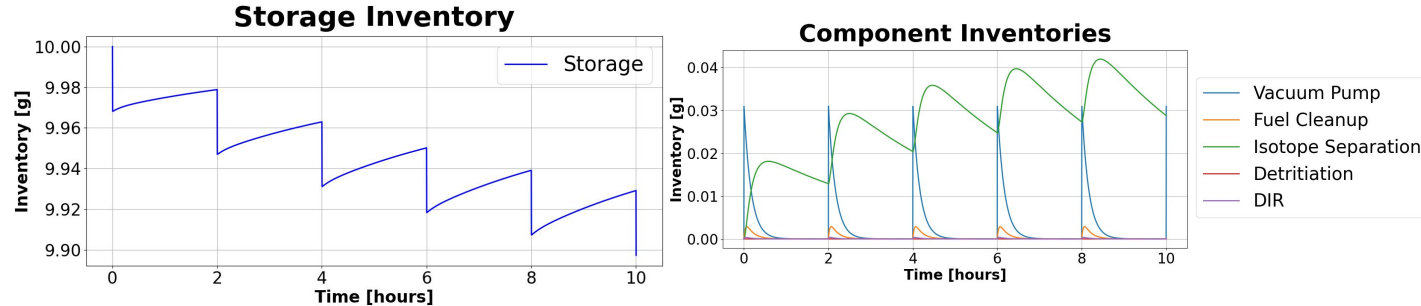 Storage Inventory
Inventory [g]
10.00
9.98
9.96
9.94
9.92
9.90
Storage
0 2 4 6 8 10
Time [hours]
Component Inventories
Inventory [g]
0.04
0.03
0.02
0.01
0.00
0 2 4 6 8 10
Time [hours]
Vacuum Pump
Fuel Cleanup
Isotope Separation
Detritiation
DIR